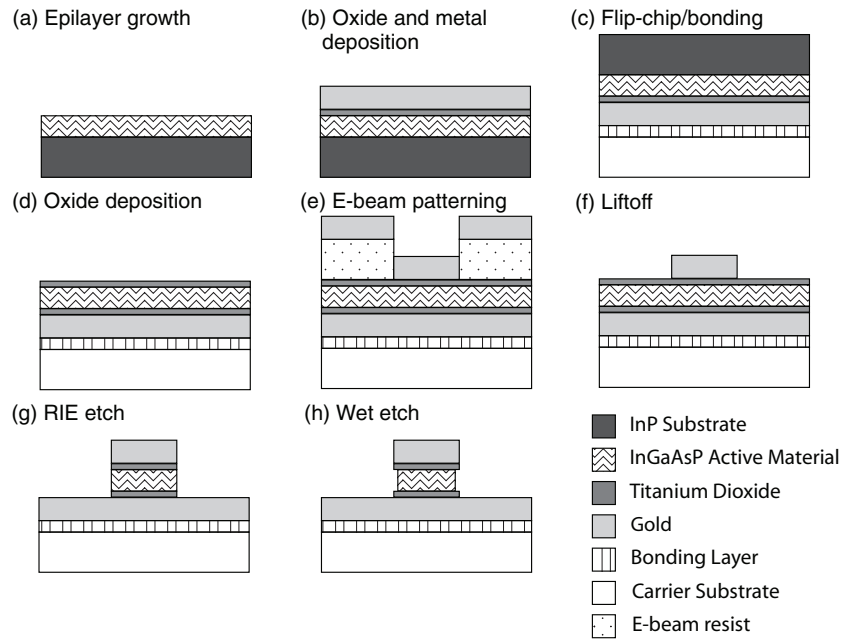 (a) Epilayer growth
(b) Oxide and metal
deposition
(c) Flip-chip/bonding
(d) Oxide deposition
(e) E-beam patterning
(f) Liftoff
(g) RIE etch
(h) Wet etch
InP Substrate
InGaAsP Active Material
Titanium Dioxide
Gold
Bonding Layer
Carrier Substrate
E-beam resist